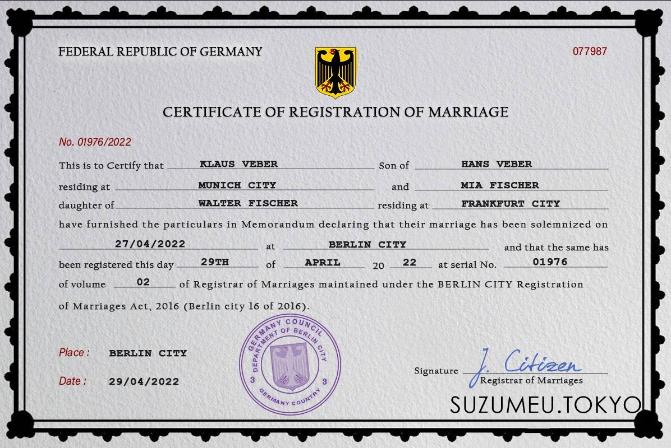 FEDERAL REPUBLIC OF GERMANY
077987
CERTIFICATE OF REGISTRATION OF MARRIAGE
No. 01976/2022
This is to Certify that KLAUS VEBER Son of HANS VEBER
residing at MUNICH CITY and MIA FISCHER
daughter of WALTER FISCHER residing at FRANKFURT CITY
have furnished the particulars in Memorandum declaring that their marriage has been solemnized on
27/04/2022 at BERLIN CITY and that the same has
been registered this day 29TH of APRIL 20 22 at serial No. 01976
of volume 02 of Registrar of Marriages maintained under the BERLIN CITY Registration
of Marriages Act, 2016 (Berlin city 16 of 2016).
GERMANY COUNCIL
DEPARTMENT OF BERLIN CITY
3 3
GERMANY COUNTRY
Place : BERLIN CITY
Date : 29/04/2022
Signature J. Citizen
Registrar of Marriages
SUZUMEU.TOKYO